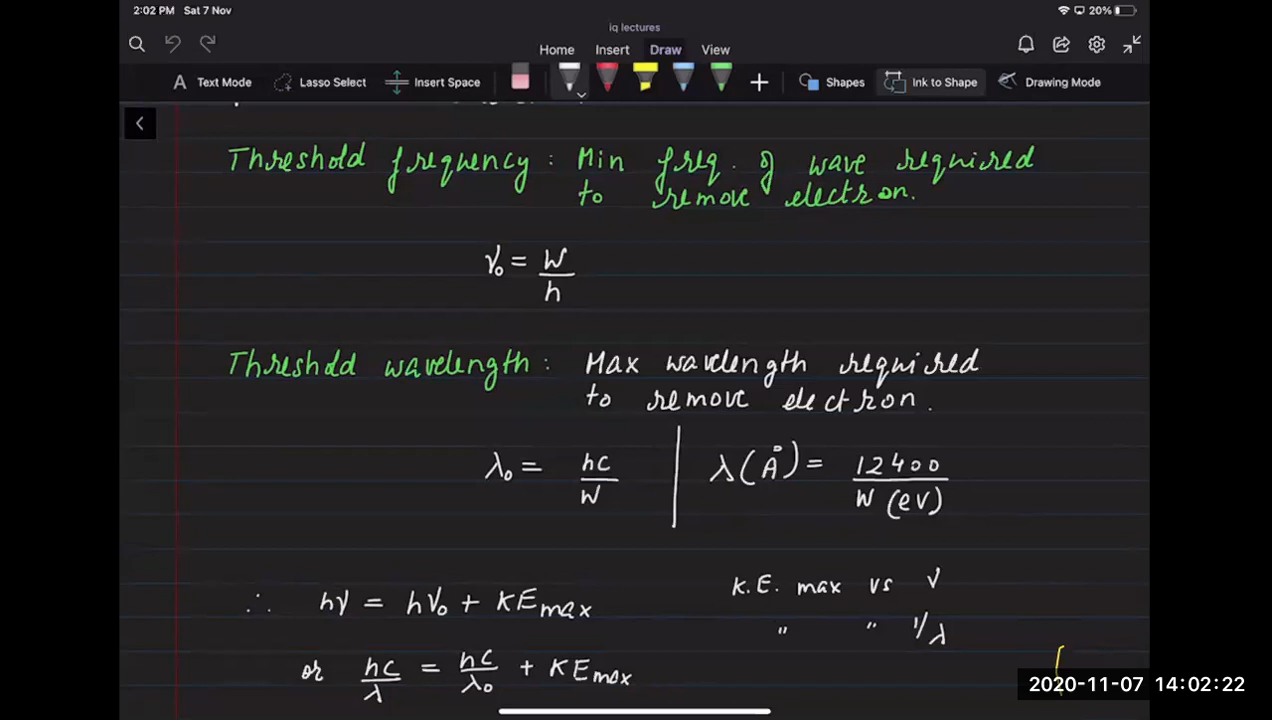 2:02 PM Sat 7 Nov
20%
iq lectures
Home Insert Draw View
Text Mode Lasso Select Insert Space Shapes Ink to Shape Drawing Mode
Threshold frequency : Min freq. of wave required
to remove electron.
ν₀ = W/h
Threshold wavelength : Max wavelength required
to remove electron.
λ₀ = hc/W | λ(Å) = 12400/W (eV)
∴ hν = hν₀ + KEmax
K.E. max vs ν
" " 1/λ
or hc/λ = hc/λ₀ + KEmax
2020-11-07 14:02:22